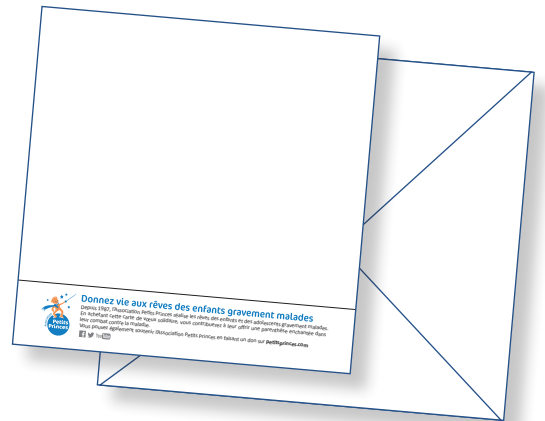 Petits
Princes
Donnez vie aux rêves des enfants gravement malades
Depuis 1987, l'Association Petits Princes réalise les rêves des enfants et des adolescents gravement malades.
En achetant cette carte de vœux solidaire, vous contribuez à leur offrir une parenthèse enchantée dans
leur combat contre la maladie.
Vous pouvez également soutenir l'Association Petits Princes en faisant un don sur petitsprinces.com
You Tube